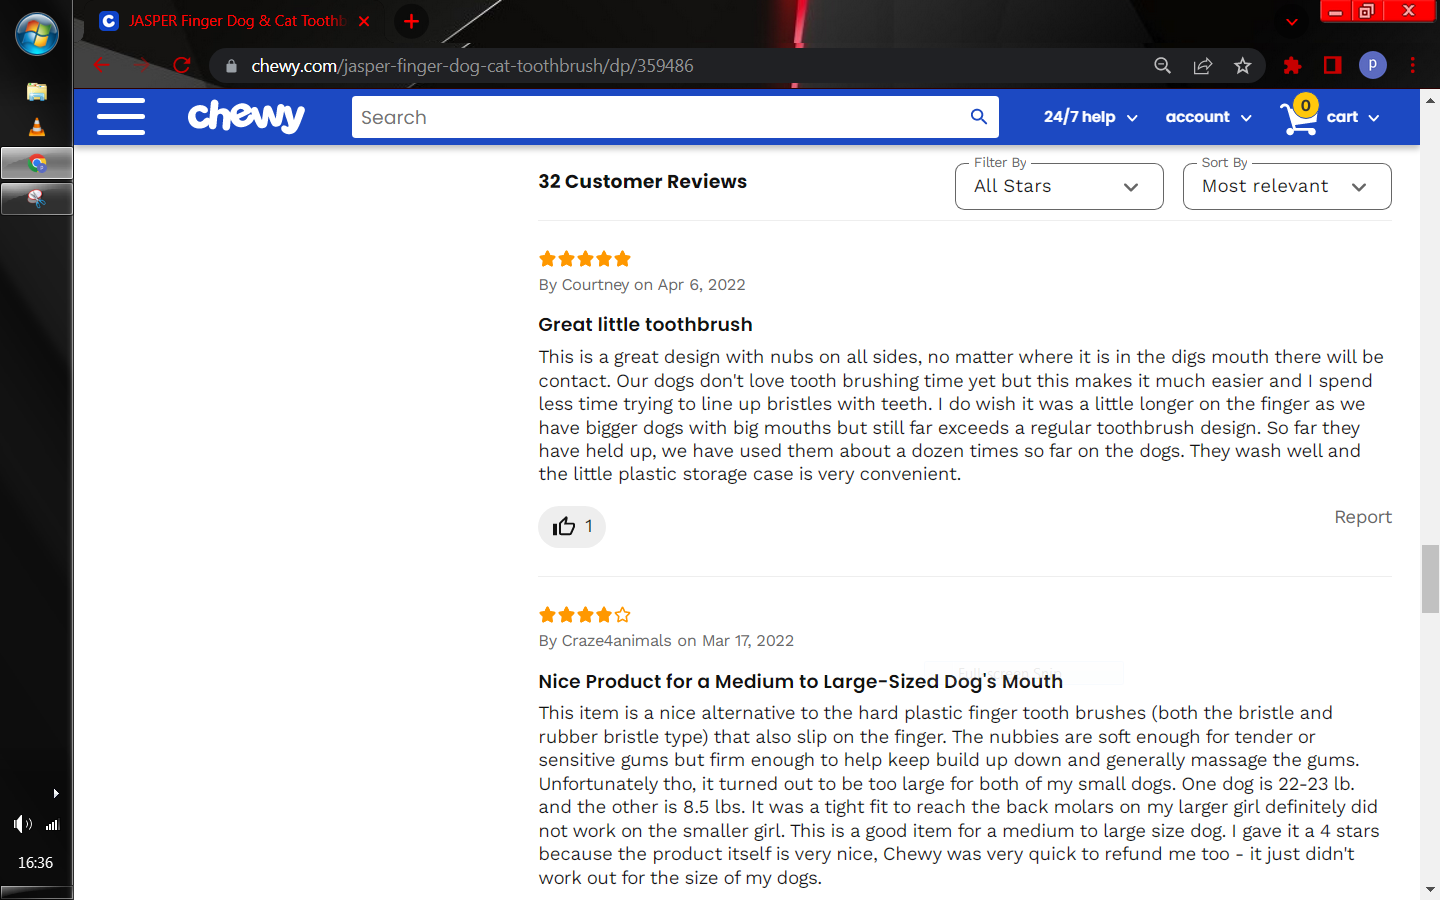 JASPER Finger Dog & Cat Toothb
chewy.com/jasper-finger-dog-cat-toothbrush/dp/359486
p
chewy
Search
24/7 help
account
0
cart
32 Customer Reviews
Filter By
All Stars
Sort By
Most relevant
By Courtney on Apr 6, 2022
Great little toothbrush
This is a great design with nubs on all sides, no matter where it is in the digs mouth there will be
contact. Our dogs don't love tooth brushing time yet but this makes it much easier and I spend
less time trying to line up bristles with teeth. I do wish it was a little longer on the finger as we
have bigger dogs with big mouths but still far exceeds a regular toothbrush design. So far they
have held up, we have used them about a dozen times so far on the dogs. They wash well and
the little plastic storage case is very convenient.
1
Report
By Craze4animals on Mar 17, 2022
Nice Product for a Medium to Large-Sized Dog's Mouth
This item is a nice alternative to the hard plastic finger tooth brushes (both the bristle and
rubber bristle type) that also slip on the finger. The nubbies are soft enough for tender or
sensitive gums but firm enough to help keep build up down and generally massage the gums.
Unfortunately tho, it turned out to be too large for both of my small dogs. One dog is 22-23 lb.
and the other is 8.5 lbs. It was a tight fit to reach the back molars on my larger girl definitely did
not work on the smaller girl. This is a good item for a medium to large size dog. I gave it a 4 stars
because the product itself is very nice, Chewy was very quick to refund me too - it just didn't
work out for the size of my dogs.
16:36